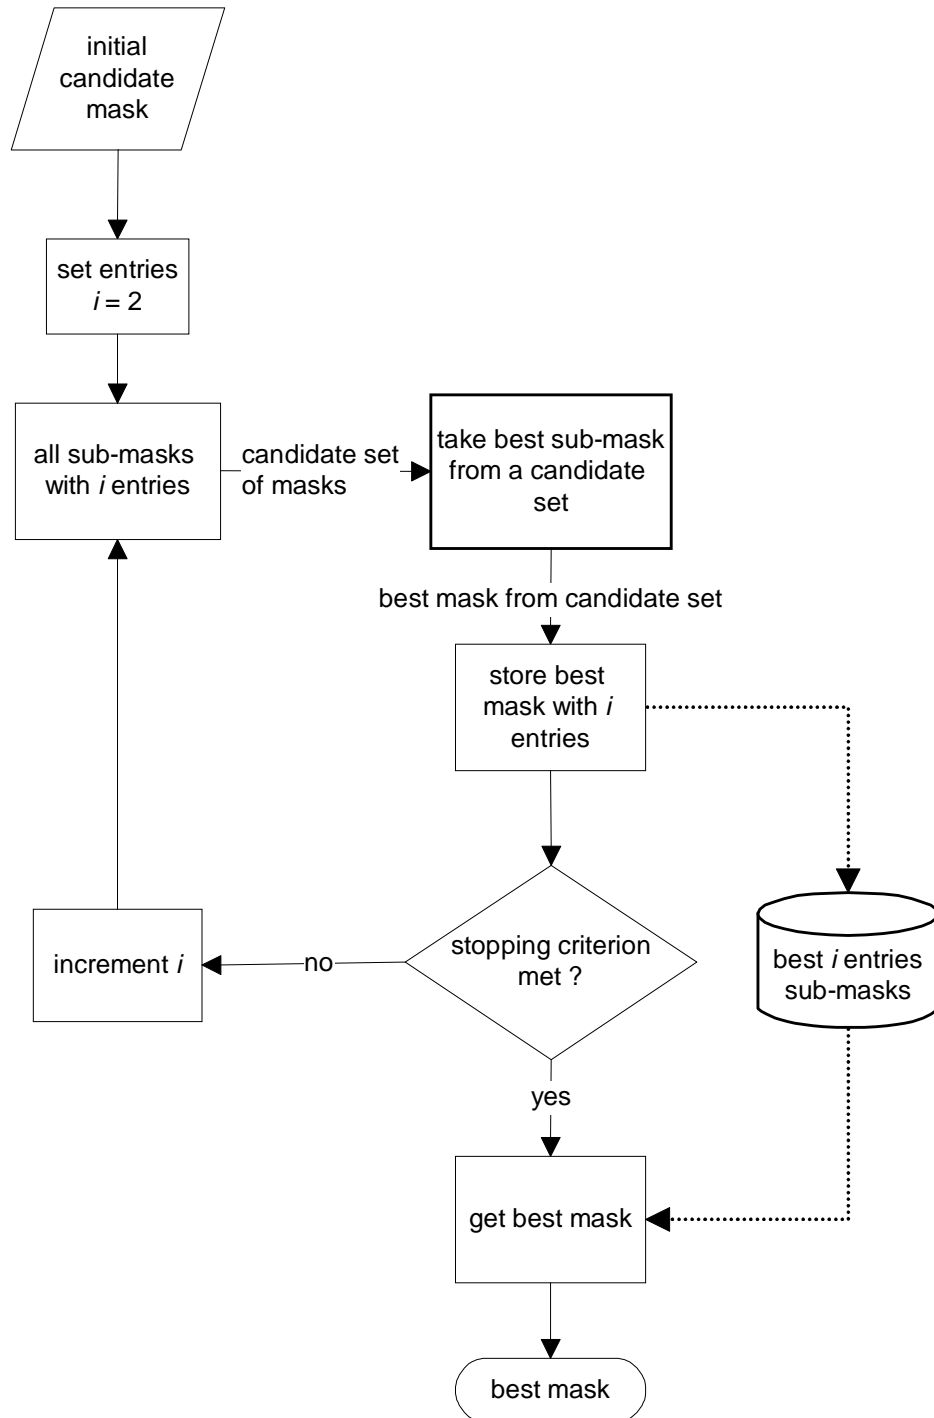 initial
candidate
mask
set entries
i = 2
all sub-masks
with i entries
candidate set
of masks
take best sub-mask
from a candidate
set
best mask from candidate set
store best
mask with i
entries
stopping criterion
met ?
no
increment i
best i entries
sub-masks
yes
get best mask
best mask